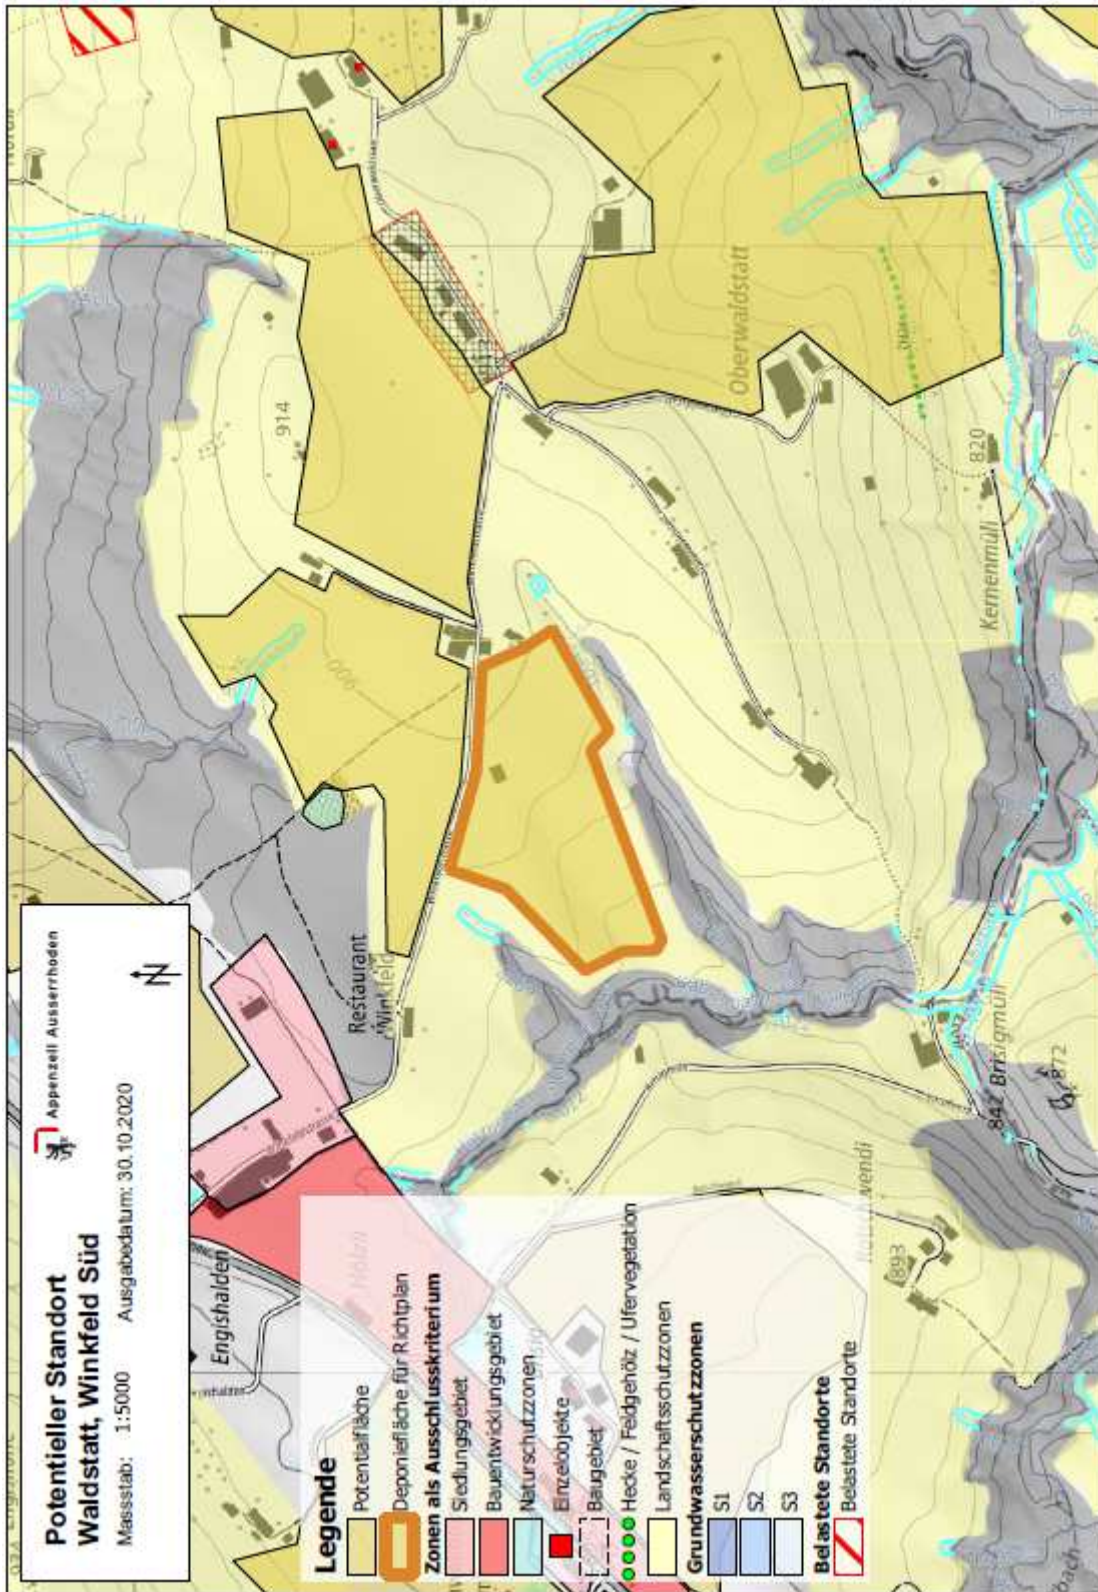 Potentieller Standort
Waldstatt, Winkfeld Süd
Massstab: 1:5000 Ausgabedatum: 30.10.2020
Appenzell Ausserrhoden
N
Legende
Potentialfläche
Deponiefläche für Richtplan
Zonen als Ausschlusskriterium
Siedlungsgebiet
Bauentwicklungsgebiet
Naturschutzzonen
Einzelobjekte
Baugebiet
Hecke / Feldgehölz / Ufervegetation
Landschaftsschutzzonen
Grundwasserschutzzonen
S1
S2
S3
Belastete Standorte
Belastete Standorte
Engishalden
Restaurant
Winkfeld
914
900
Oberwaldstatt
820
Kernenmüli
842 Brisigmüli
872
893